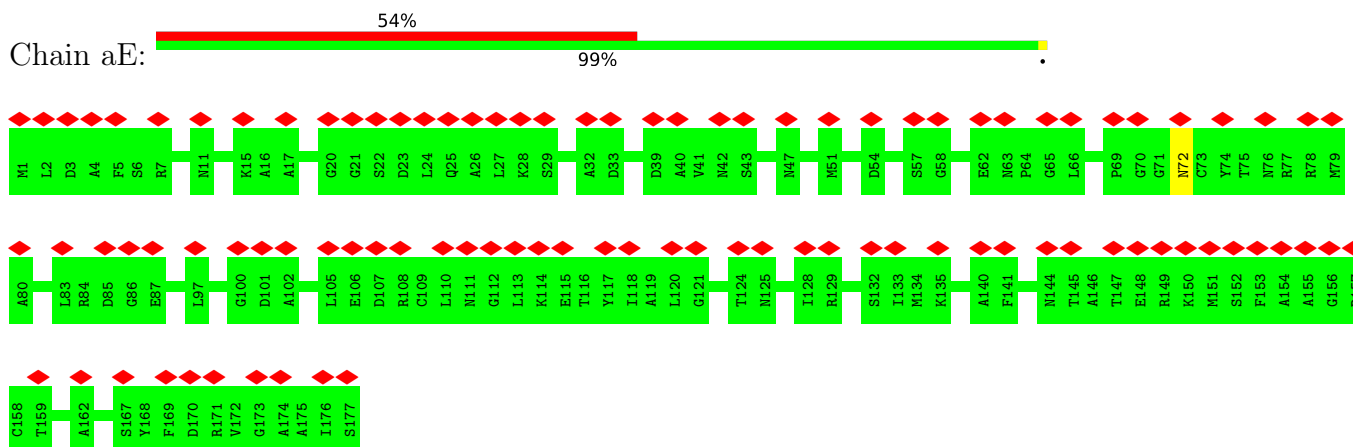 54%
Chain aE:
99%
•
M1 L2 D3 A4 F5 S6 R7 N11 K15 A16 A17 G20 G21 S22 D23 L24 Q25 A26 L27 K28 S29 A32 D33 D39 A40 V41 N42 S43 N47 M51 D54 S57 G58 E62 N63 P64 G65 L66 P69 G70 G71 N72 C73 Y74 T75 N76 R77 R78 M79
A80 L83 R84 D85 G86 E87 L97 G100 D101 A102 L105 E106 D107 R108 C109 L110 N111 G112 L113 K114 E115 T116 Y117 I118 A119 L120 G121 T124 N125 I128 R129 S132 I133 M134 K135 A140 F141 N144 T145 A146 T147 E148 R149 K150 M151 S152 F153 A154 A155 G156
C158 T159 A162 S167 Y168 F169 D170 R171 V172 G173 A174 A175 I176 S177